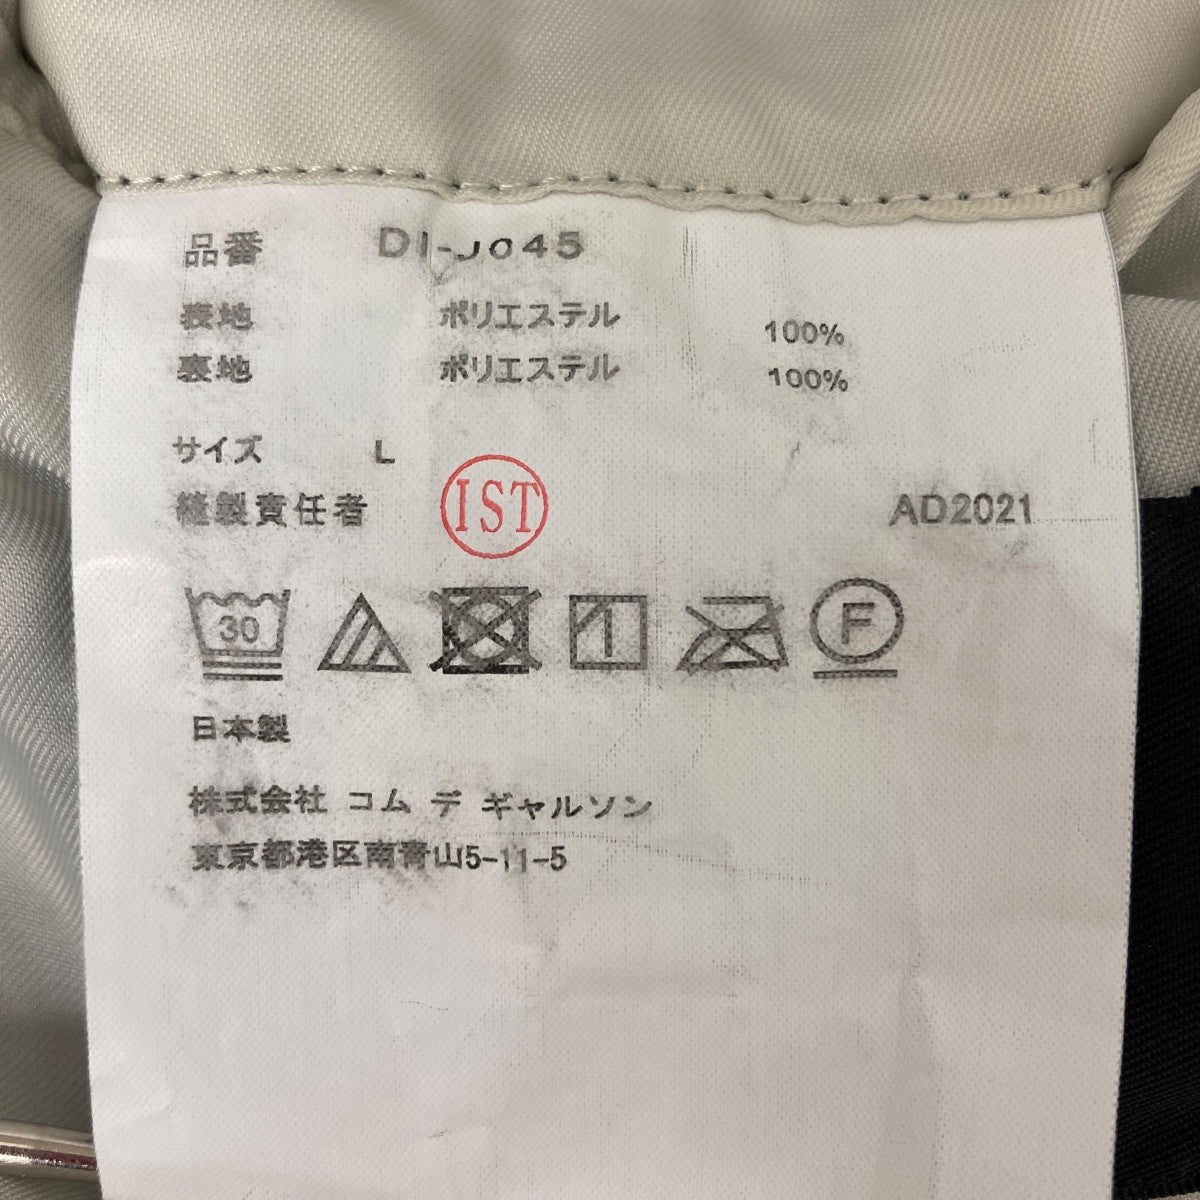 品番 DI-J045
表地 ポリエステル 100%
裏地 ポリエステル 100%
サイズ L
縫製責任者 IST AD2021
30 F
日本製
株式会社 コム デ ギャルソン
東京都港区南青山5-11-5